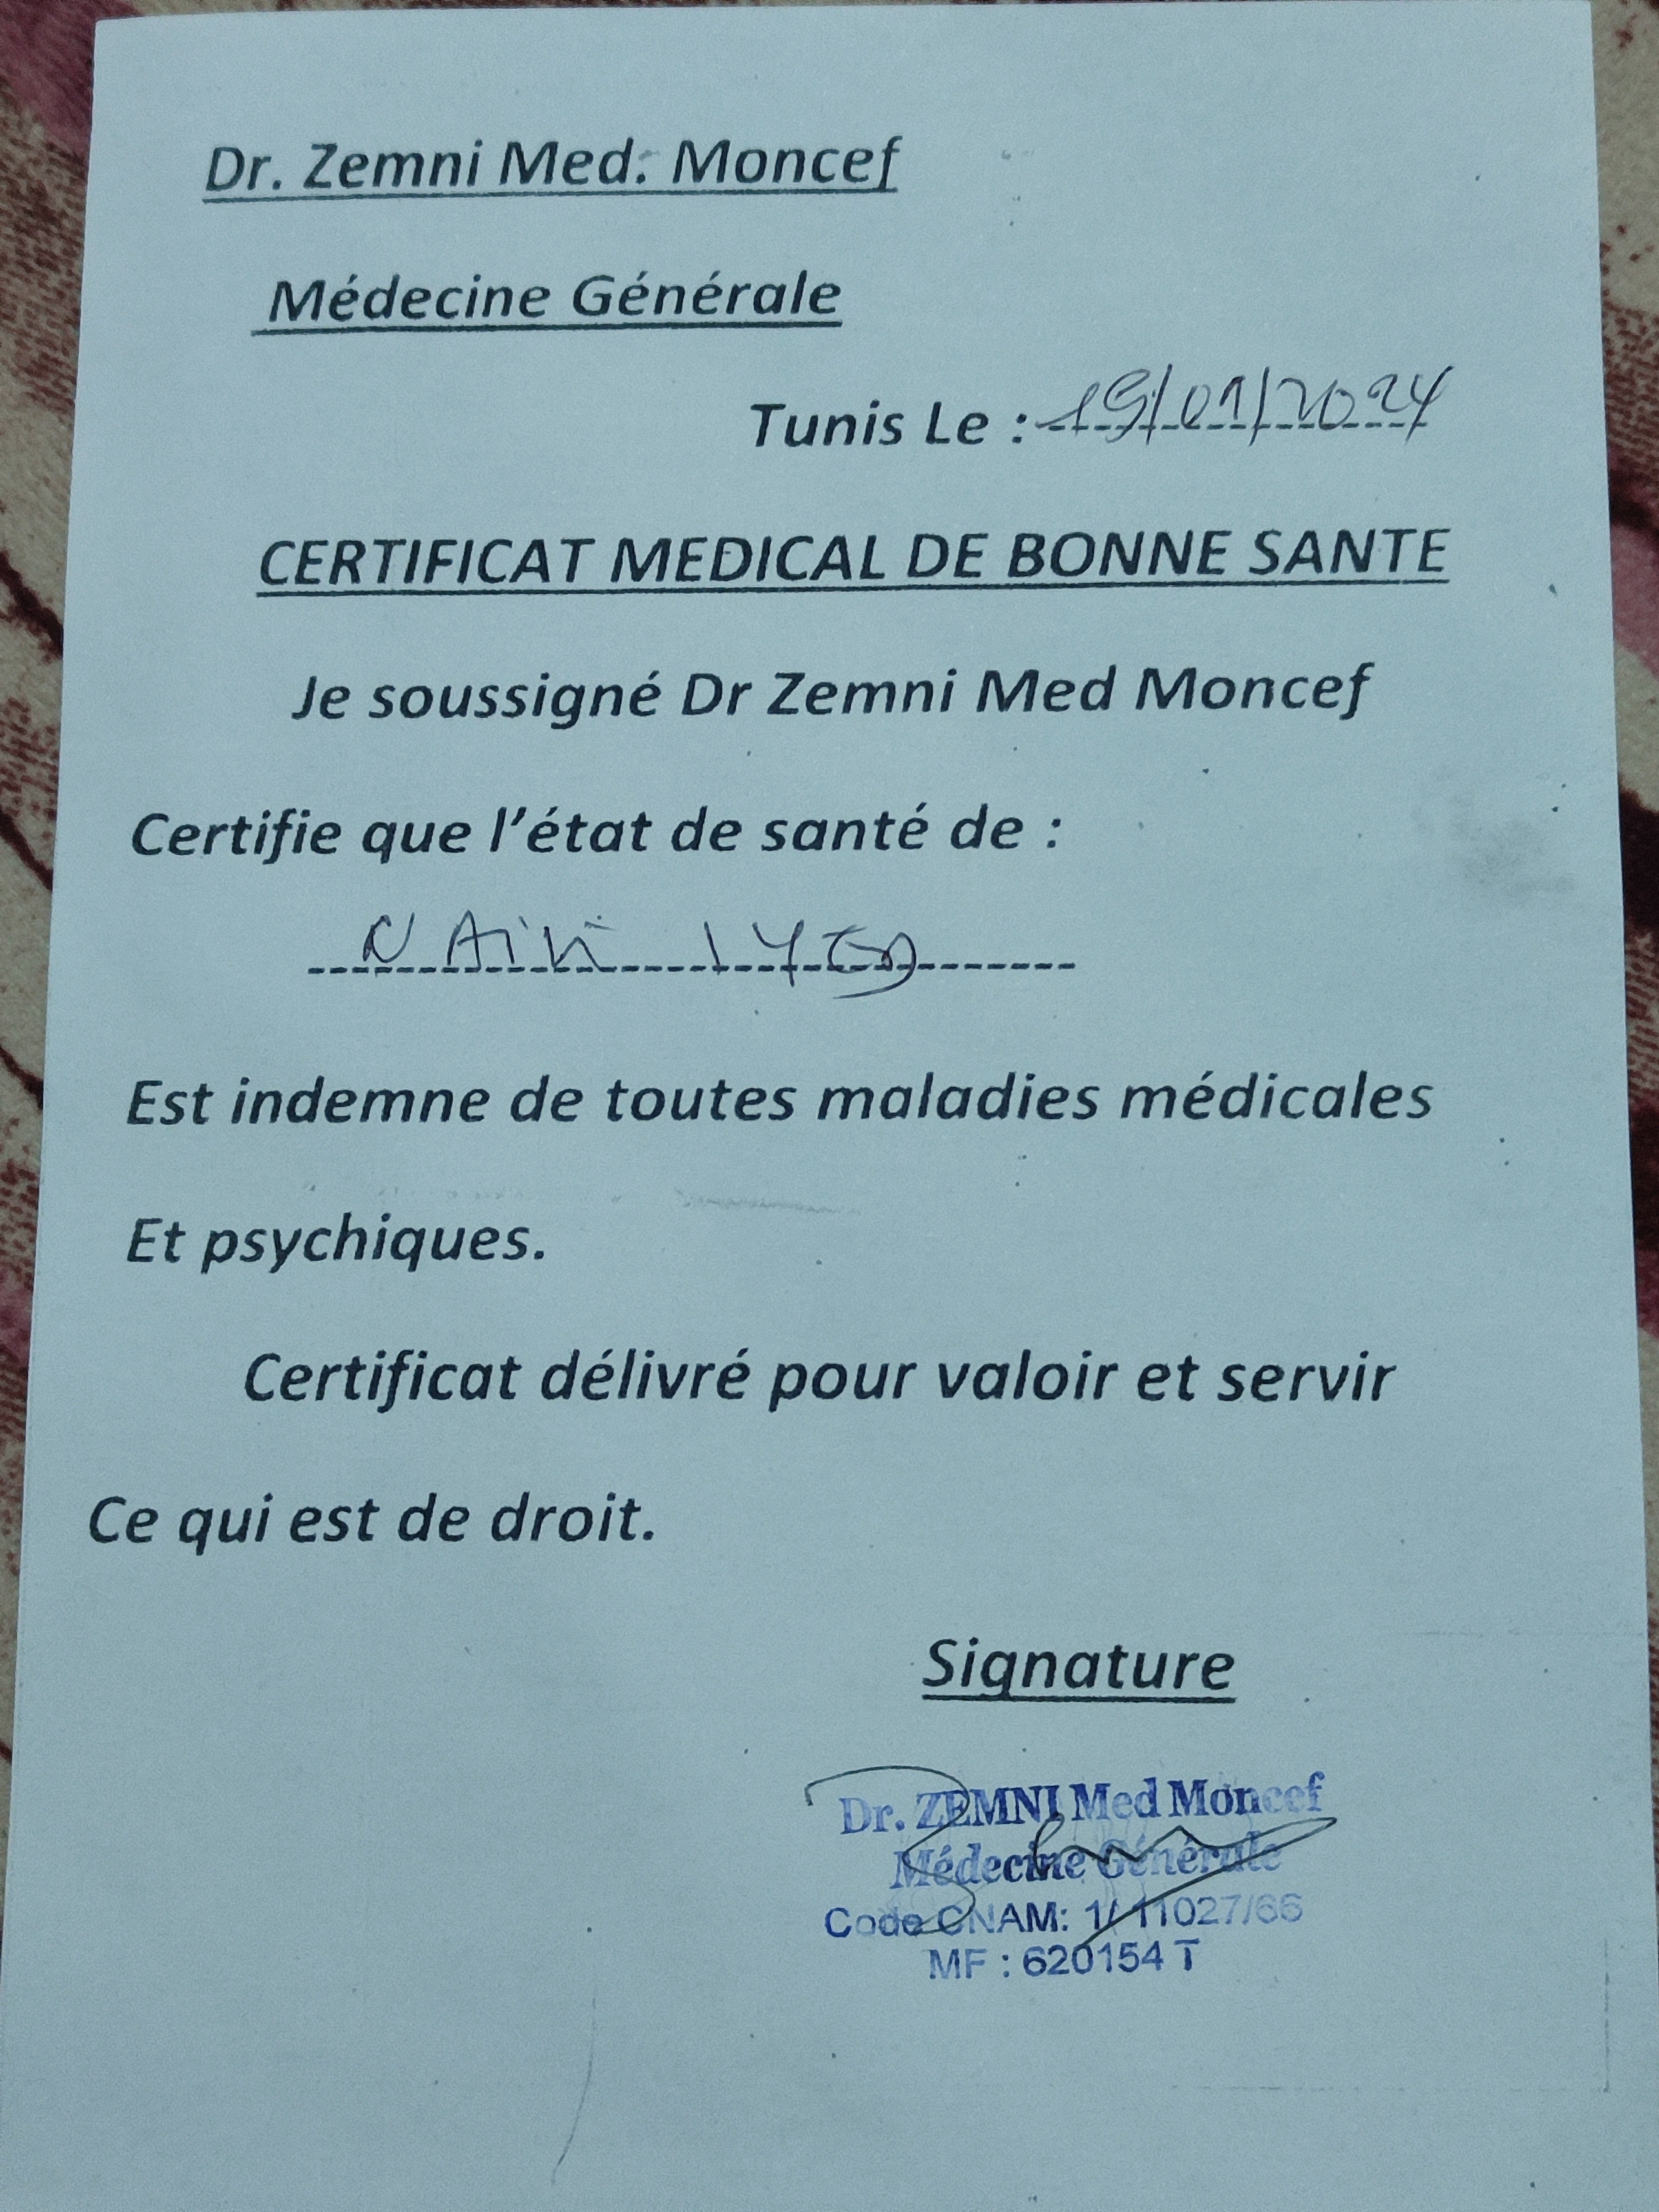 Dr. Zemni Med. Moncef
Médecine Générale
Tunis Le : 19/01/2024
CERTIFICAT MEDICAL DE BONNE SANTE
Je soussigné Dr Zemni Med Moncef
Certifie que l'état de santé de :
Est indemne de toutes maladies médicales
Et psychiques.
Certificat délivré pour valoir et servir
Ce qui est de droit.
Signature
Dr. ZEMNI Med Moncef
Médecine Générale
Code CNAM: 1/ 11027/66
MF : 620154 T